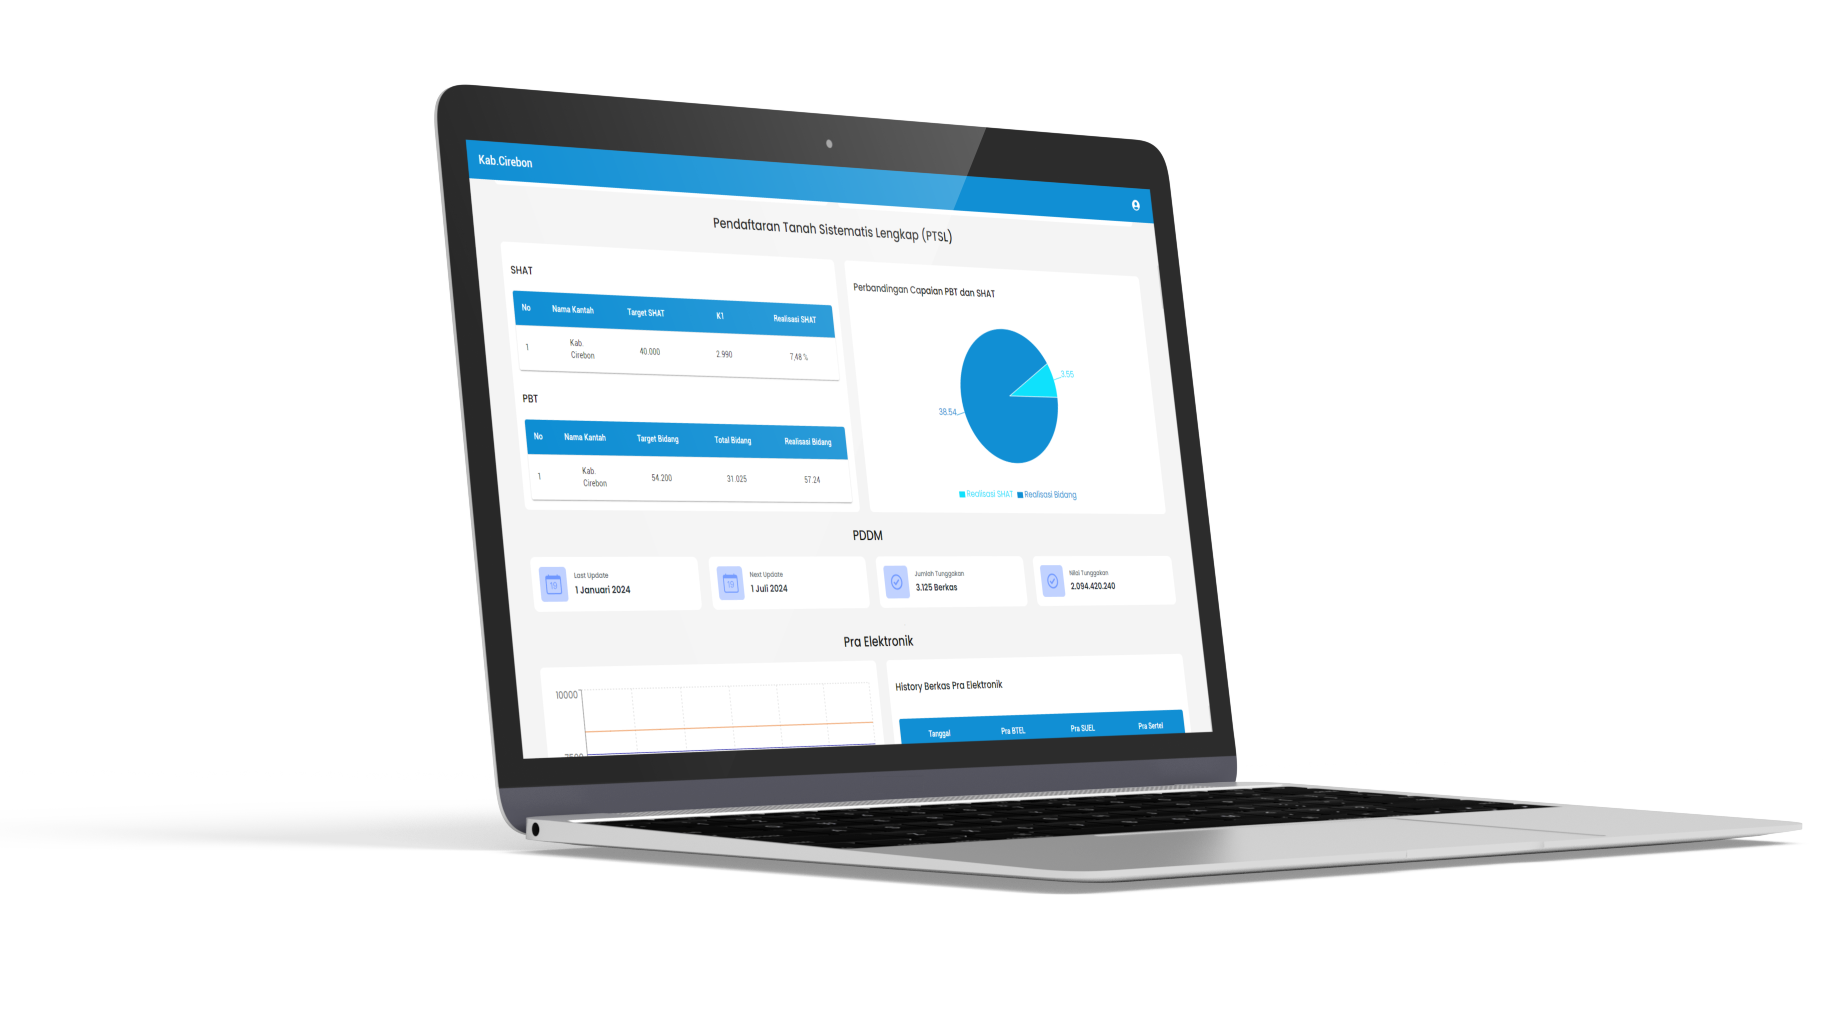 Kab.Cirebon
Pendaftaran Tanah Sistematis Lengkap (PTSL)
SHAT
No Nama Kantah Target SHAT K1 Realisasi SHAT
1 Kab. Cirebon 40.000 2.990 7,48 %
PBT
No Nama Kantah Target Bidang Total Bidang Realisasi Bidang
1 Kab. Cirebon 54.200 31.025 57.24
Perbandingan Capaian PBT dan SHAT
3.55
38.54
Realisasi SHAT Realisasi Bidang
PDDM
19
Last Update
1 Januari 2024
19
Next Update
1 Juli 2024
Jumlah Tunggakan
3.125 Berkas
Nilai Tunggakan
2.094.420.240
Pra Elektronik
10000
7500
History Berkas Pra Elektronik
Tanggal Pra BTEL Pra SUEL Pra Sertel